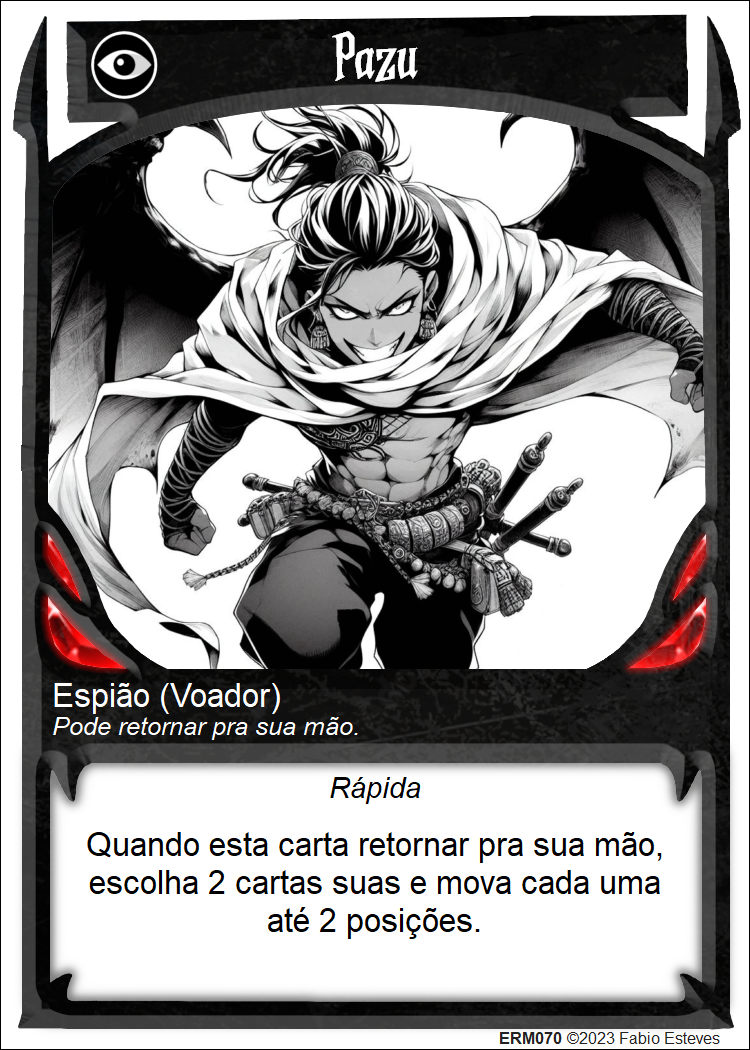 Pazu
Espião (Voador)
Pode retornar pra sua mão.
Rápida
Quando esta carta retornar pra sua mão,
escolha 2 cartas suas e mova cada uma
até 2 posições.
ERM070 ©2023 Fabio Esteves